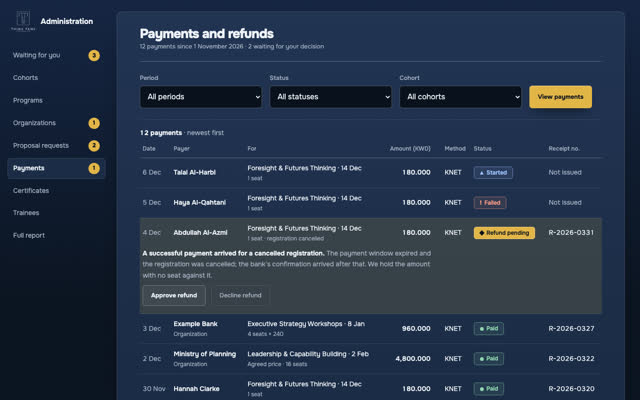 THINK FENI
Administration
Waiting for you 3
Cohorts
Programs
Organizations 1
Proposal requests 2
Payments 1
Certificates
Trainees
Full report
Payments and refunds
12 payments since 1 November 2026 · 2 waiting for your decision
Period Status Cohort
All periods All statuses All cohorts View payments
12 payments · newest first
Date Payer For Amount (KWD) Method Status Receipt no.
6 Dec Talal Al-Harbi Foresight & Futures Thinking · 14 Dec 180.000 KNET ▲ Started Not issued
1 seat
5 Dec Haya Al-Qahtani Foresight & Futures Thinking · 14 Dec 180.000 KNET ! Failed Not issued
1 seat
4 Dec Abdullah Al-Azmi Foresight & Futures Thinking · 14 Dec 180.000 KNET ◆ Refund pending R-2026-0331
1 seat · registration cancelled
A successful payment arrived for a cancelled registration. The payment window expired and
the registration was cancelled; the bank's confirmation arrived after that. We hold the amount
with no seat against it.
Approve refund Decline refund
3 Dec Example Bank Executive Strategy Workshops · 8 Jan 960.000 KNET ● Paid R-2026-0327
Organization 4 seats × 240
2 Dec Ministry of Planning Leadership & Capability Building · 2 Feb 4,800.000 KNET ● Paid R-2026-0322
Organization Agreed price · 16 seats
30 Nov Hannah Clarke Foresight & Futures Thinking · 14 Dec 180.000 KNET ● Paid R-2026-0320
1 seat